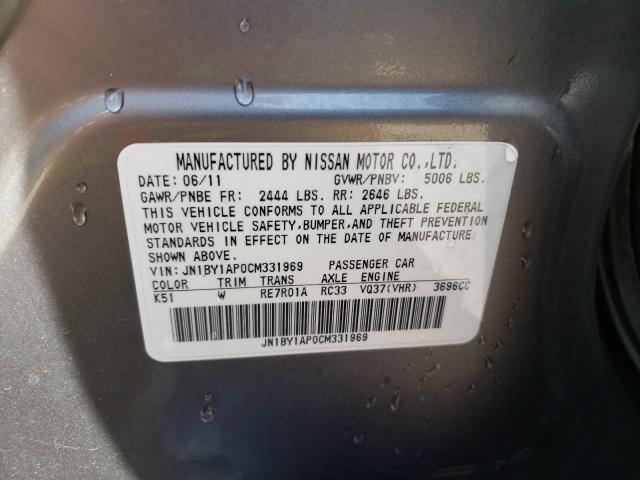 MANUFACTURED BY NISSAN MOTOR CO.,LTD.
DATE: 06/11 GVWR/PNBV: 5006 LBS.
GAWR/PNBE FR: 2444 LBS. RR: 2646 LBS.
THIS VEHICLE CONFORMS TO ALL APPLICABLE FEDERAL
MOTOR VEHICLE SAFETY,BUMPER,AND THEFT PREVENTION
STANDARDS IN EFFECT ON THE DATE OF MANUFACTURE
SHOWN ABOVE.
VIN: JN1BY1AP0CM331969 PASSENGER CAR
COLOR TRIM TRANS AXLE ENGINE
K51 W RE7R01A RC33 VQ37(VHR) 3696CC
JN1BY1AP0CM331969